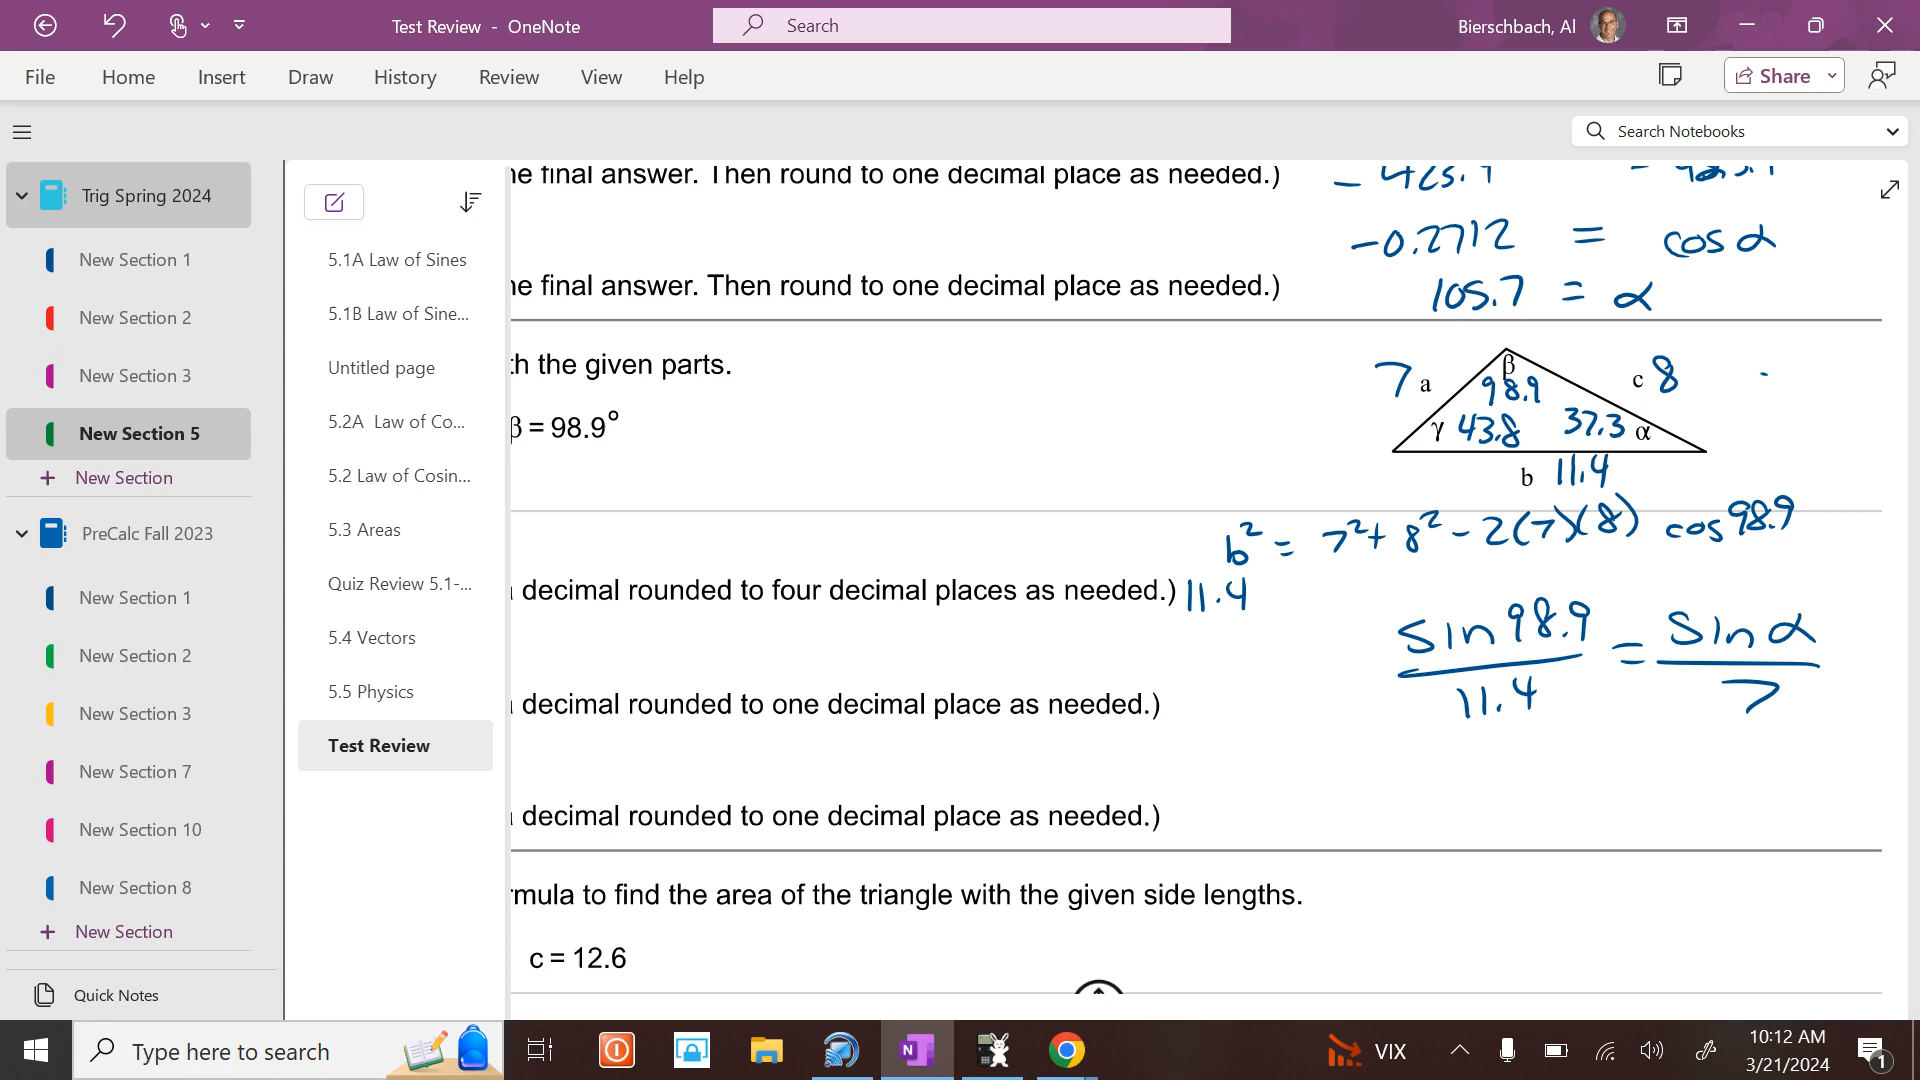 Test Review - OneNote
Search
Bierschbach, Al
File Home Insert Draw History Review View Help
Share
Search Notebooks
Trig Spring 2024
New Section 1
New Section 2
New Section 3
New Section 5
+ New Section
PreCalc Fall 2023
New Section 1
New Section 2
New Section 3
New Section 7
New Section 10
New Section 8
+ New Section
Quick Notes
5.1A Law of Sines
5.1B Law of Sine...
Untitled page
5.2A Law of Co...
5.2 Law of Cosin...
5.3 Areas
Quiz Review 5.1-...
5.4 Vectors
5.5 Physics
Test Review
he final answer. Then round to one decimal place as needed.)
-0.2712 = cos α
he final answer. Then round to one decimal place as needed.)
105.7 = α
th the given parts.
β = 98.9°
7 a β c 8
98.9
γ 43.8 37.3 α
b 11.4
b² = 7² + 8² - 2(7)(8) cos 98.9
decimal rounded to four decimal places as needed.) 11.4
sin 98.9 / 11.4 = sin α / 7
decimal rounded to one decimal place as needed.)
decimal rounded to one decimal place as needed.)
rmula to find the area of the triangle with the given side lengths.
c = 12.6
Type here to search
VIX
10:12 AM
3/21/2024
1